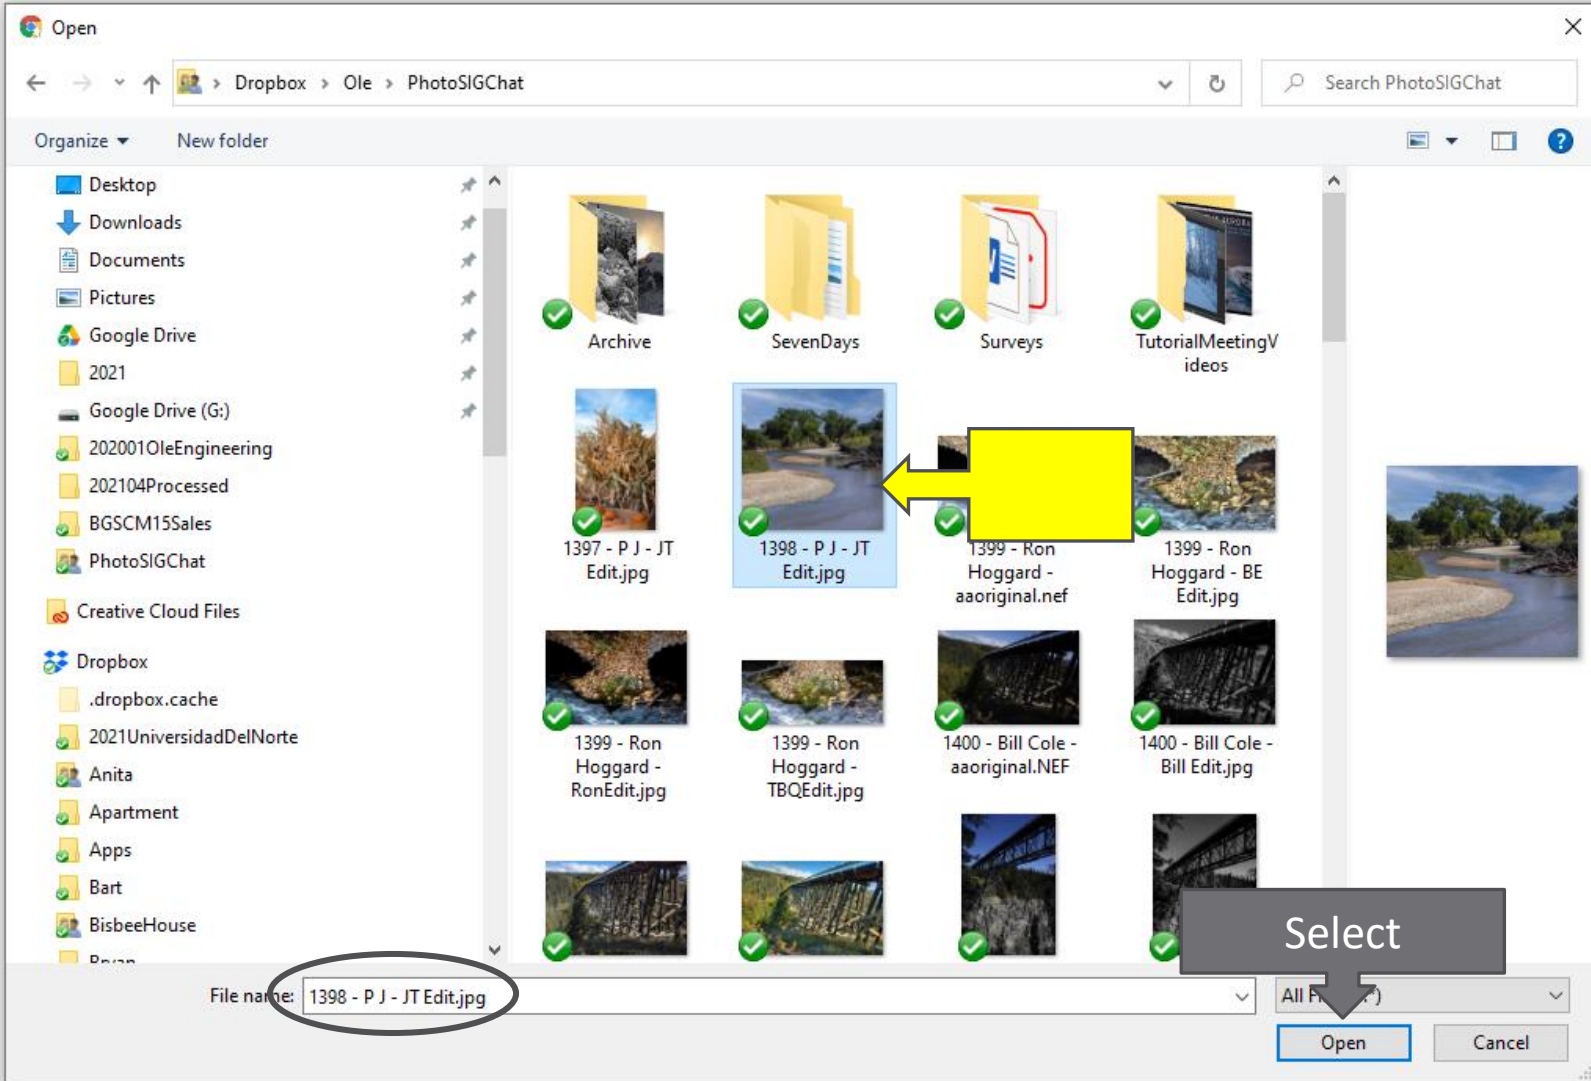 Open
Dropbox > Ole > PhotoSIGChat
Search PhotoSIGChat
Organize
New folder
Desktop
Downloads
Documents
Pictures
Google Drive
2021
Google Drive (G:)
202001OleEngineering
202104Processed
BGSCM15Sales
PhotoSIGChat
Creative Cloud Files
Dropbox
.dropbox.cache
2021UniversidadDelNorte
Anita
Apartment
Apps
Bart
BisbeeHouse
Archive
SevenDays
Surveys
TutorialMeetingV
ideos
1397 - P J - JT
Edit.jpg
1398 - P J - JT
Edit.jpg
1399 - Ron
Hoggard -
aaoriginal.nef
1399 - Ron
Hoggard - BE
Edit.jpg
1399 - Ron
Hoggard -
RonEdit.jpg
1399 - Ron
Hoggard -
TBQEdit.jpg
1400 - Bill Cole -
aaoriginal.NEF
1400 - Bill Cole -
Bill Edit.jpg
Select
File name: 1398 - P J - JT Edit.jpg
All
Open
Cancel